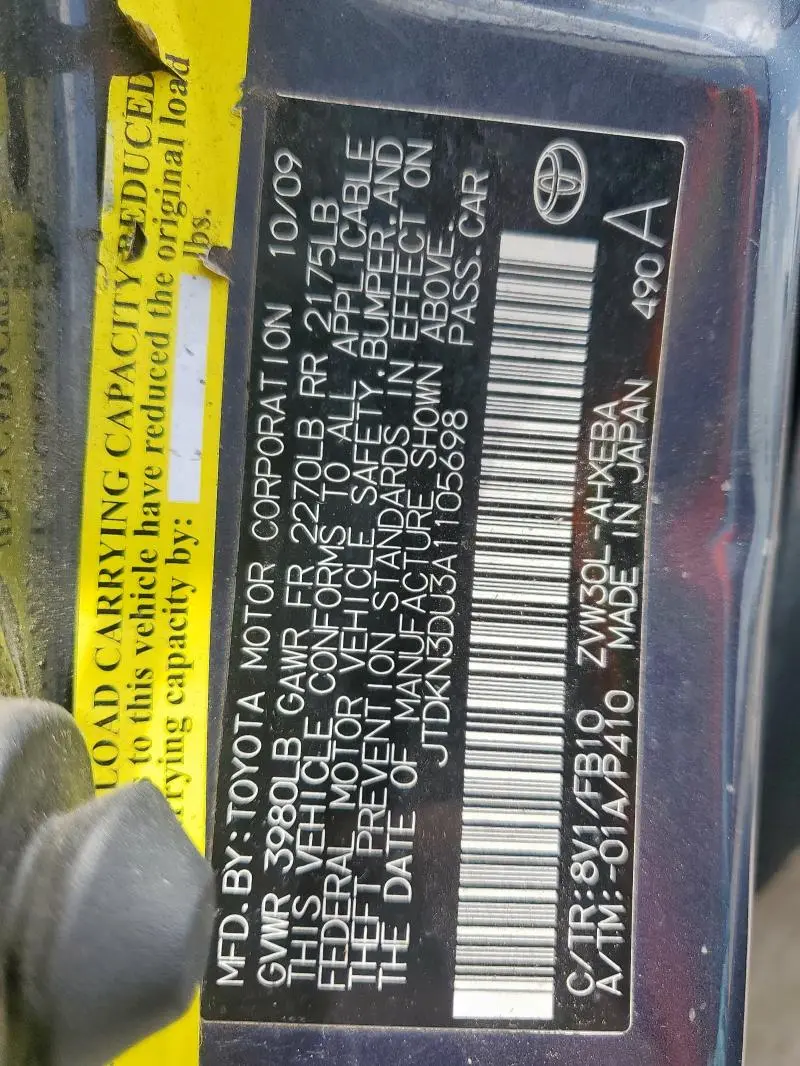 LOAD CARRYING CAPACITY REDUCED
to this vehicle have reduced the original load
carrying capacity by: lbs.
MFD.BY:TOYOTA MOTOR CORPORATION 10/09
GVWR 3980LB GAWR FR 2270LB RR 2175LB
THIS VEHICLE CONFORMS TO ALL APPLICABLE
FEDERAL MOTOR VEHICLE SAFETY,BUMPER,AND
THEFT PREVENTION STANDARDS IN EFFECT ON
THE DATE OF MANUFACTURE SHOWN ABOVE.
JTDKN3DU3A1105698 PASS.CAR
C/TR:8V1/FB10 ZVW30L-AHXEBA 490A
A/TM:-01A/P410 MADE IN JAPAN